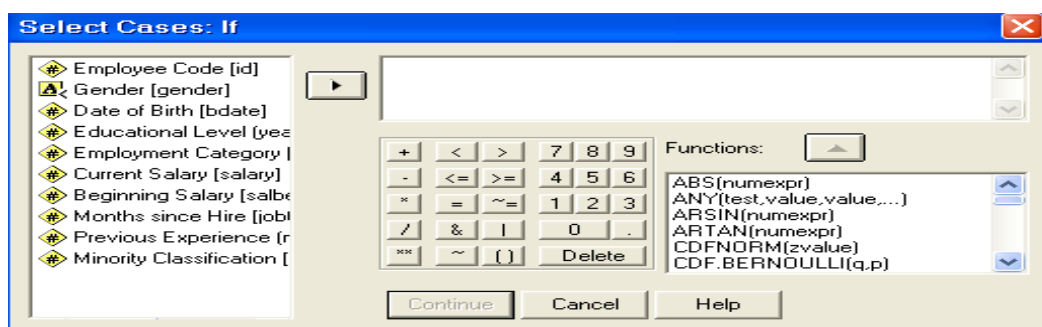 Select Cases: If
Employee Code [id]
Gender [gender]
Date of Birth [bdate]
Educational Level (yea
Employment Category [
Current Salary [salary]
Beginning Salary [salbe
Months since Hire [jobt
Previous Experience (m
Minority Classification [
+ < > 7 8 9
- <= >= 4 5 6
* = ~= 1 2 3
/ & | 0 .
** ~ ( ) Delete
Functions:
ABS(numexpr)
ANY(test,value,value,...)
ARSIN(numexpr)
ARTAN(numexpr)
CDFNORM(zvalue)
CDF.BERNOULLI(q,p)
Continue Cancel Help